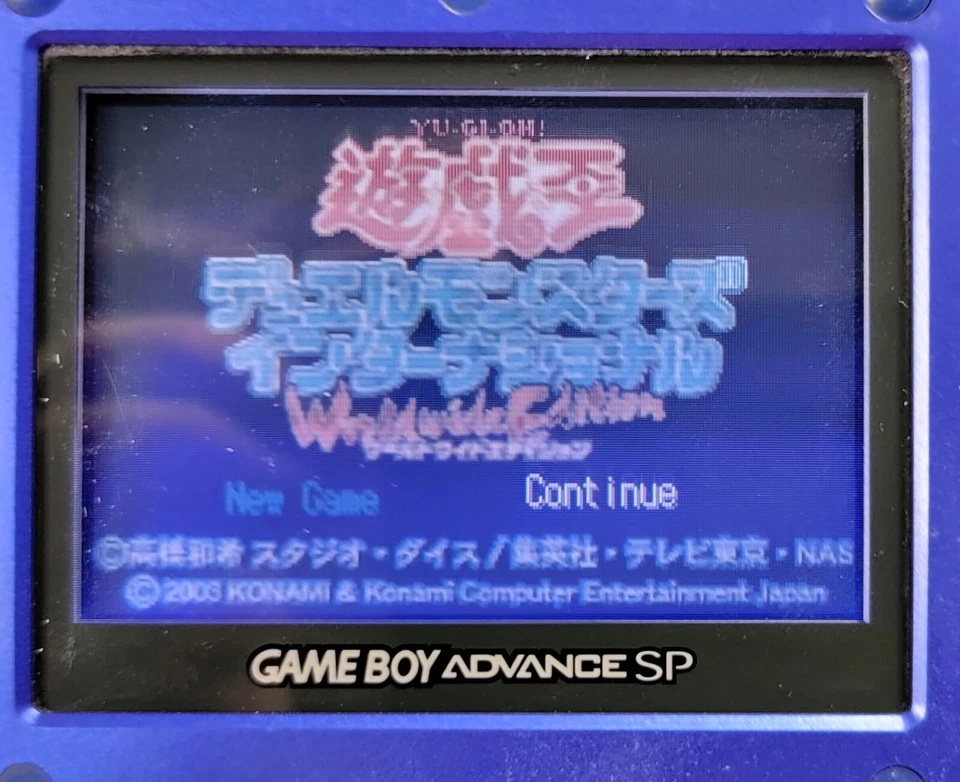 YU-GI-OH!
遊戯王
デュエルモンスターズ
インターナショナル
Worldwide Edition
ワールドワイドエディション
New Game Continue
©高橋和希 スタジオ・ダイス/集英社・テレビ東京・NAS
© 2003 KONAMI & Konami Computer Entertainment Japan
GAME BOY ADVANCE SP